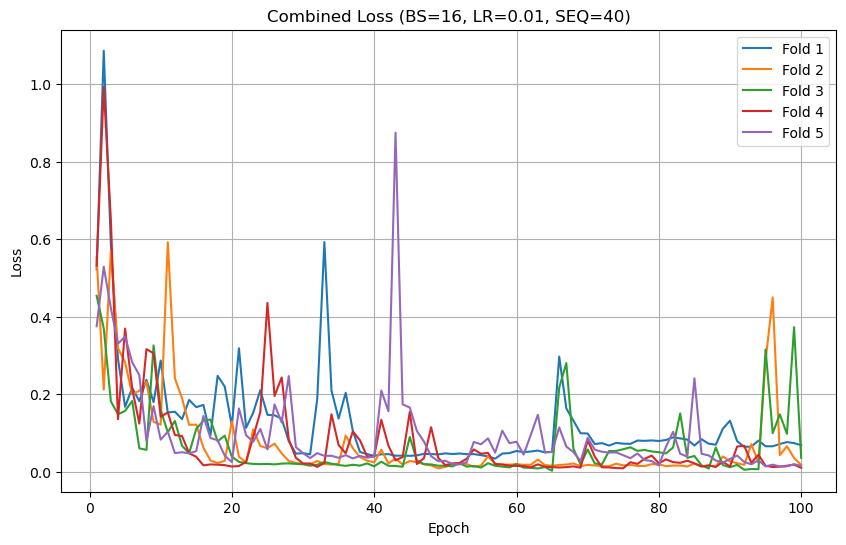 Combined Loss (BS=16, LR=0.01, SEQ=40)
Fold 1
Fold 2
Fold 3
Fold 4
Fold 5
1.0
0.8
0.6
0.4
0.2
0.0
Loss
0 20 40 60 80 100
Epoch